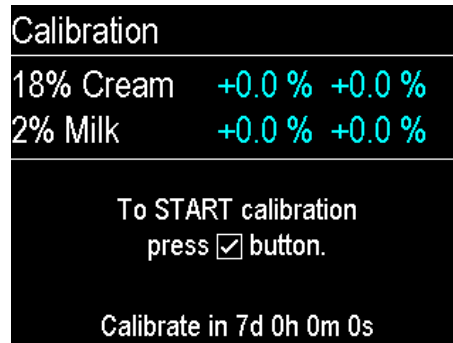 Calibration
18% Cream +0.0 % +0.0 %
2% Milk +0.0 % +0.0 %
To START calibration
press ☑ button.
Calibrate in 7d 0h 0m 0s